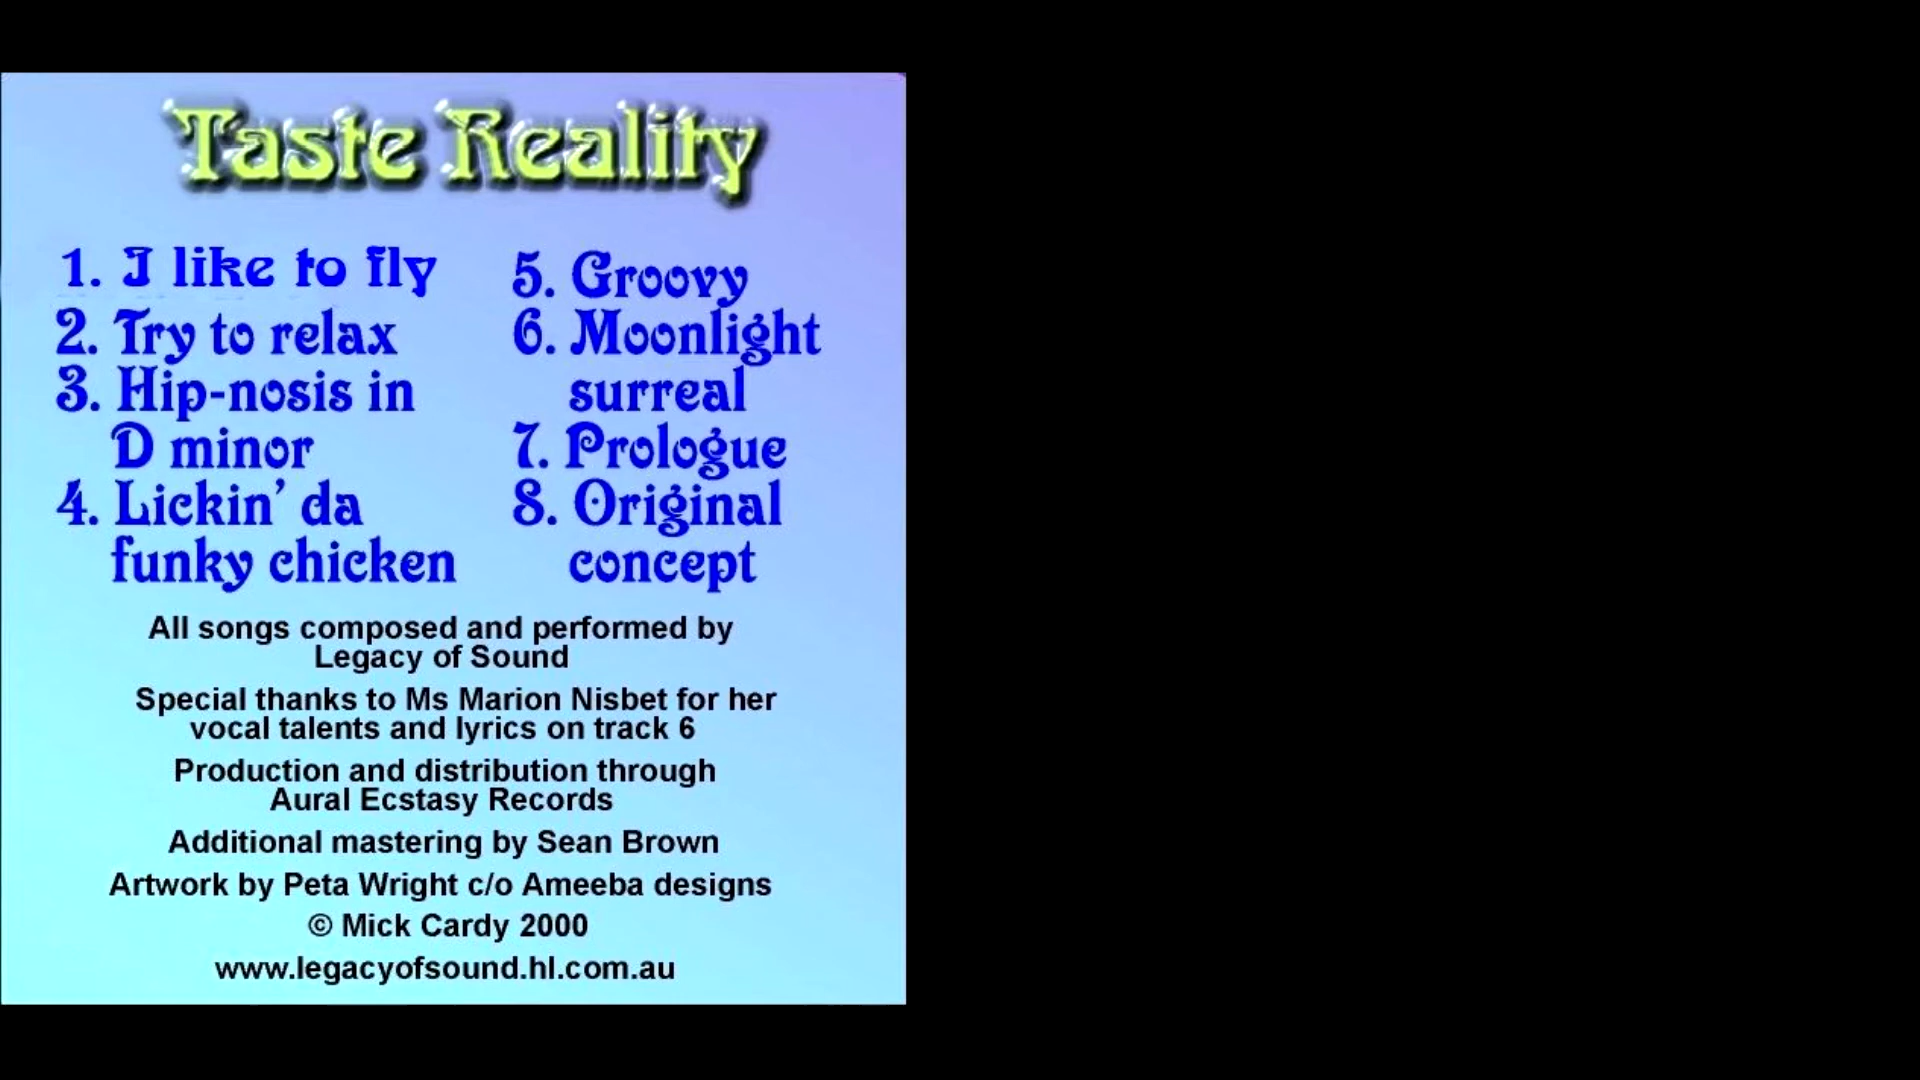 Taste Reality
1. I like to fly
2. Try to relax
3. Hip-nosis in
D minor
4. Lickin' da
funky chicken
5. Groovy
6. Moonlight
surreal
7. Prologue
8. Original
concept
All songs composed and performed by
Legacy of Sound
Special thanks to Ms Marion Nisbet for her
vocal talents and lyrics on track 6
Production and distribution through
Aural Ecstasy Records
Additional mastering by Sean Brown
Artwork by Peta Wright c/o Ameeba designs
© Mick Cardy 2000
www.legacyofsound.hl.com.au